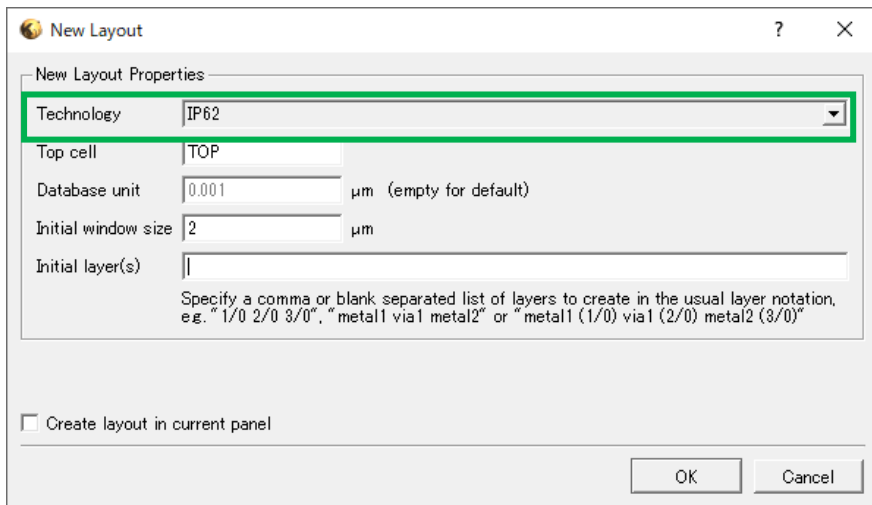 New Layout
New Layout Properties
Technology IP62
Top cell TOP
Database unit 0.001 μm (empty for default)
Initial window size 2 μm
Initial layer(s)
Specify a comma or blank separated list of layers to create in the usual layer notation,
e.g. "1/0 2/0 3/0", "metal1 via1 metal2" or "metal1 (1/0) via1 (2/0) metal2 (3/0)"
Create layout in current panel
OK Cancel